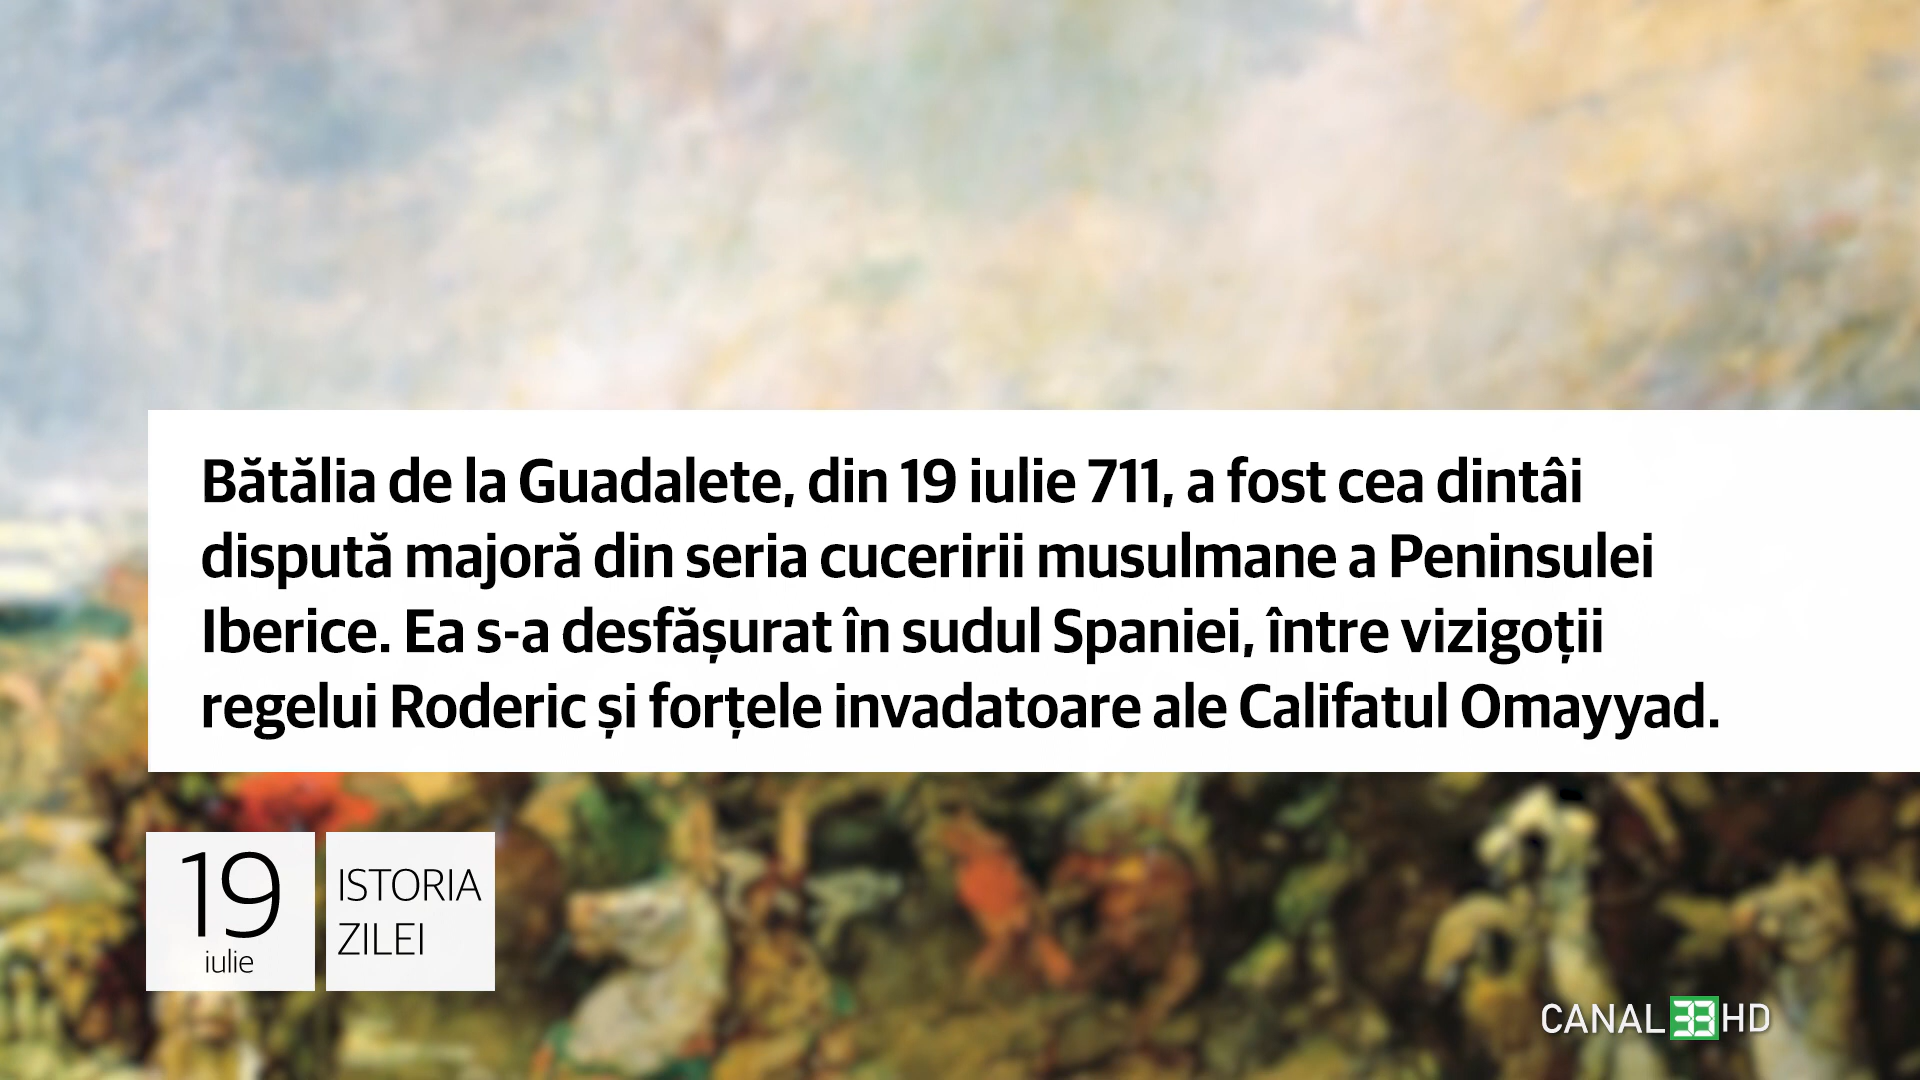 Bătălia de la Guadalete, din 19 iulie 711, a fost cea dintâi
dispută majoră din seria cuceririi musulmane a Peninsulei
Iberice. Ea s-a desfășurat în sudul Spaniei, între vizigoții
regelui Roderic și forțele invadatoare ale Califatul Omayyad.
19
iulie
ISTORIA
ZILEI
CANAL 33 HD